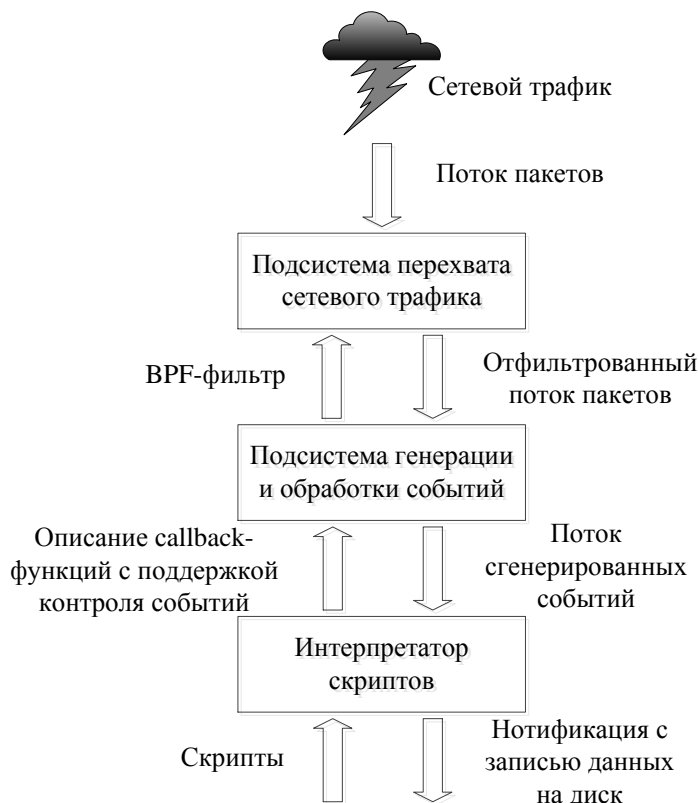 Сетевой трафик
Поток пакетов
Подсистема перехвата
сетевого трафика
BPF-фильтр
Отфильтрованный
поток пакетов
Подсистема генерации
и обработки событий
Описание callback-
функций с поддержкой
контроля событий
Поток
сгенерированных
событий
Интерпретатор
скриптов
Скрипты
Нотификация с
записью данных
на диск